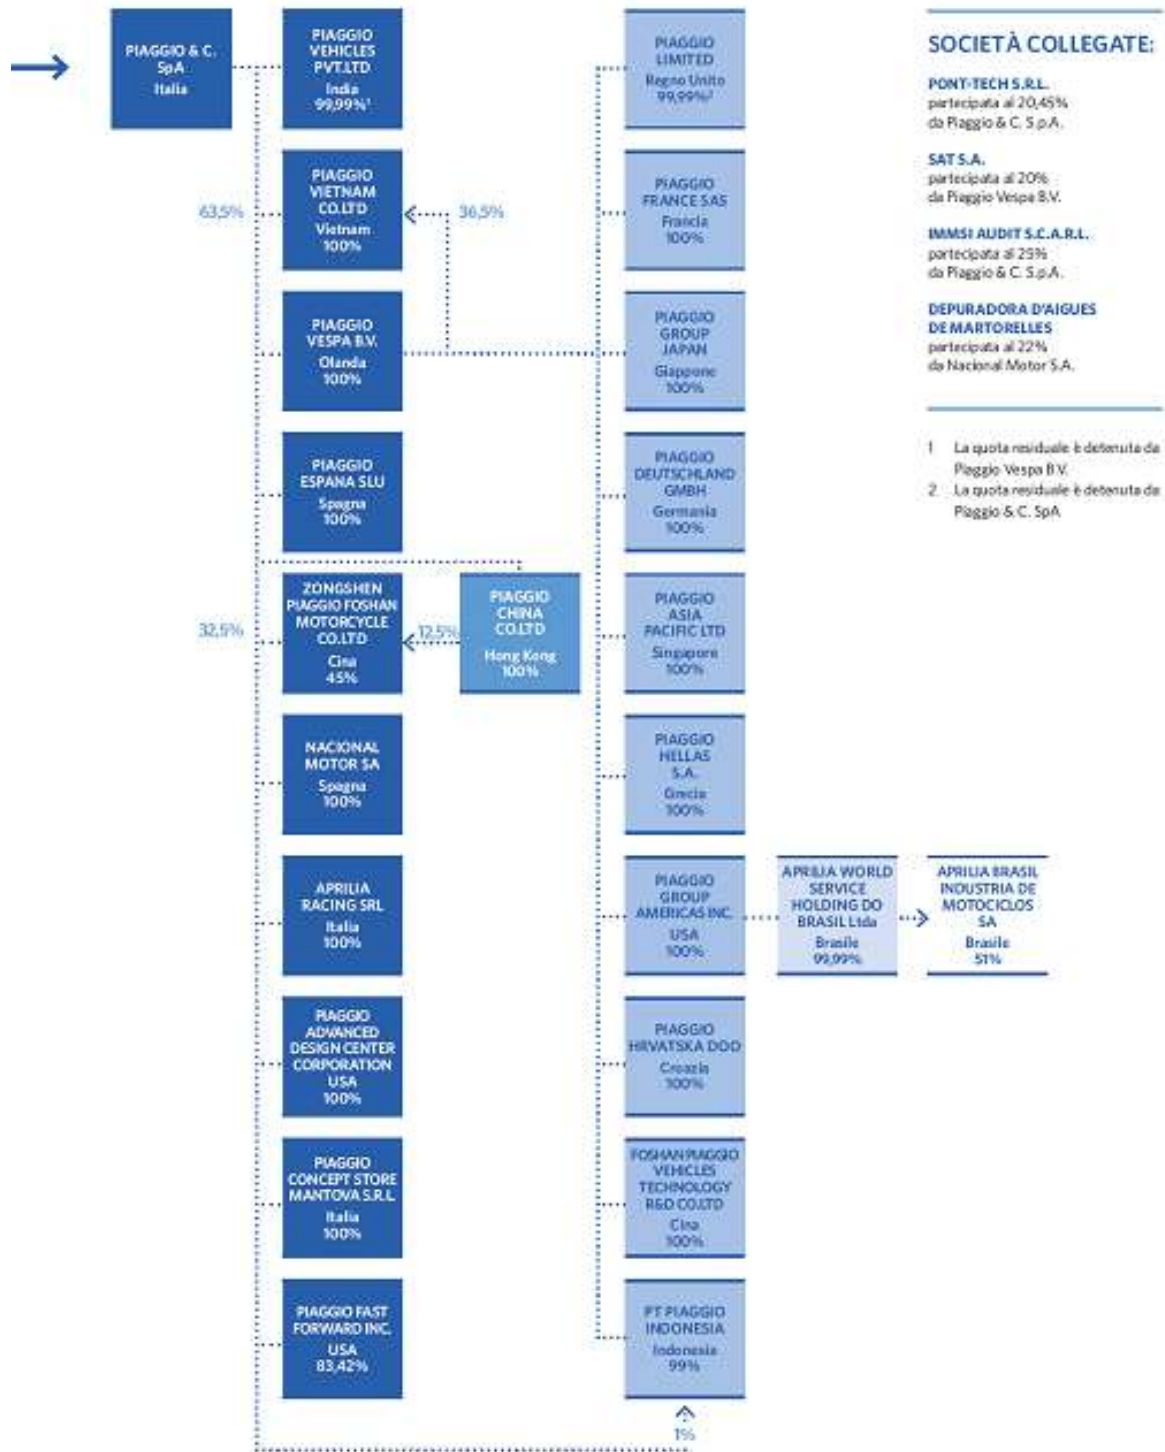 PIAGGIO & C.
SpA
Italia
PIAGGIO
VEHICLES
PVT.LTD
India
99,99%¹
PIAGGIO
LIMITED
Regno Unito
99,99%²
63,5%
PIAGGIO
VIETNAM
CO.LTD
Vietnam
100%
36,5%
PIAGGIO
FRANCE SAS
Francia
100%
PIAGGIO
VESPA B.V.
Olanda
100%
PIAGGIO
GROUP
JAPAN
Giappone
100%
PIAGGIO
ESPANA SLU
Spagna
100%
PIAGGIO
DEUTSCHLAND
GMBH
Germania
100%
32,5%
ZONGSHEN
PIAGGIO FOSHAN
MOTORCYCLE
CO.LTD
Cina
45%
12,5%
PIAGGIO
CHINA
CO.LTD
Hong Kong
100%
PIAGGIO
ASIA
PACIFIC LTD
Singapore
100%
NACIONAL
MOTOR SA
Spagna
100%
PIAGGIO
HELLAS
S.A.
Grecia
100%
APRILIA
RACING SRL
Italia
100%
PIAGGIO
GROUP
AMERICAS INC.
USA
100%
APRILIA WORLD
SERVICE
HOLDING DO
BRASIL Ltda
Brasile
99,99%
APRILIA BRASIL
INDUSTRIA DE
MOTOCICLOS
SA
Brasile
51%
PIAGGIO
ADVANCED
DESIGN CENTER
CORPORATION
USA
100%
PIAGGIO
HRVATSKA DOO
Croazia
100%
PIAGGIO
CONCEPT STORE
MANTOVA S.R.L.
Italia
100%
FOSHAN PIAGGIO
VEHICLES
TECHNOLOGY
R&D CO.LTD
Cina
100%
PIAGGIO FAST
FORWARD INC.
USA
83,42%
PT PIAGGIO
INDONESIA
Indonesia
99%
1%
SOCIETÀ COLLEGATE:
PONT-TECH S.R.L.
partecipata al 20,45%
da Piaggio & C. S.p.A.
SAT S.A.
partecipata al 20%
da Piaggio Vespa B.V.
IMMSI AUDIT S.C.A.R.L.
partecipata al 25%
da Piaggio & C. S.p.A.
DEPURADORA D'AIGUES
DE MARTORELLES
partecipata al 22%
da Nacional Motor S.A.
1 La quota residuale è detenuta da
Piaggio Vespa B.V.
2 La quota residuale è detenuta da
Piaggio & C. SpA